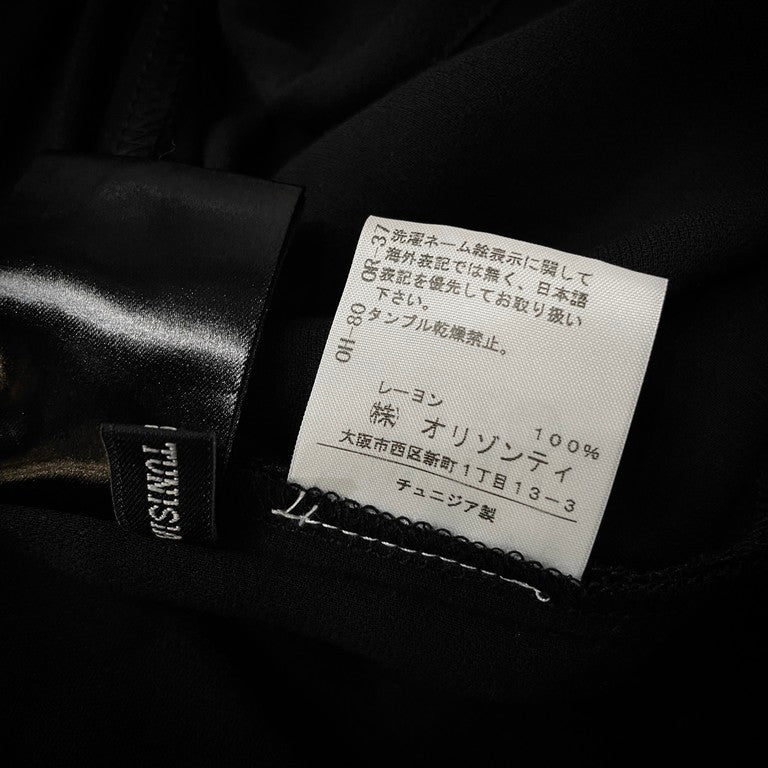 洗濯ネーム絵表示に関して
海外表記では無く、日本語
表記を優先してお取り扱い
下さい。
タンブル乾燥禁止。
OH-80 OR-37
レーヨン 100%
㈱ オリゾンティ
大阪市西区新町1丁目13-3
チュニジア製
TUNISIA